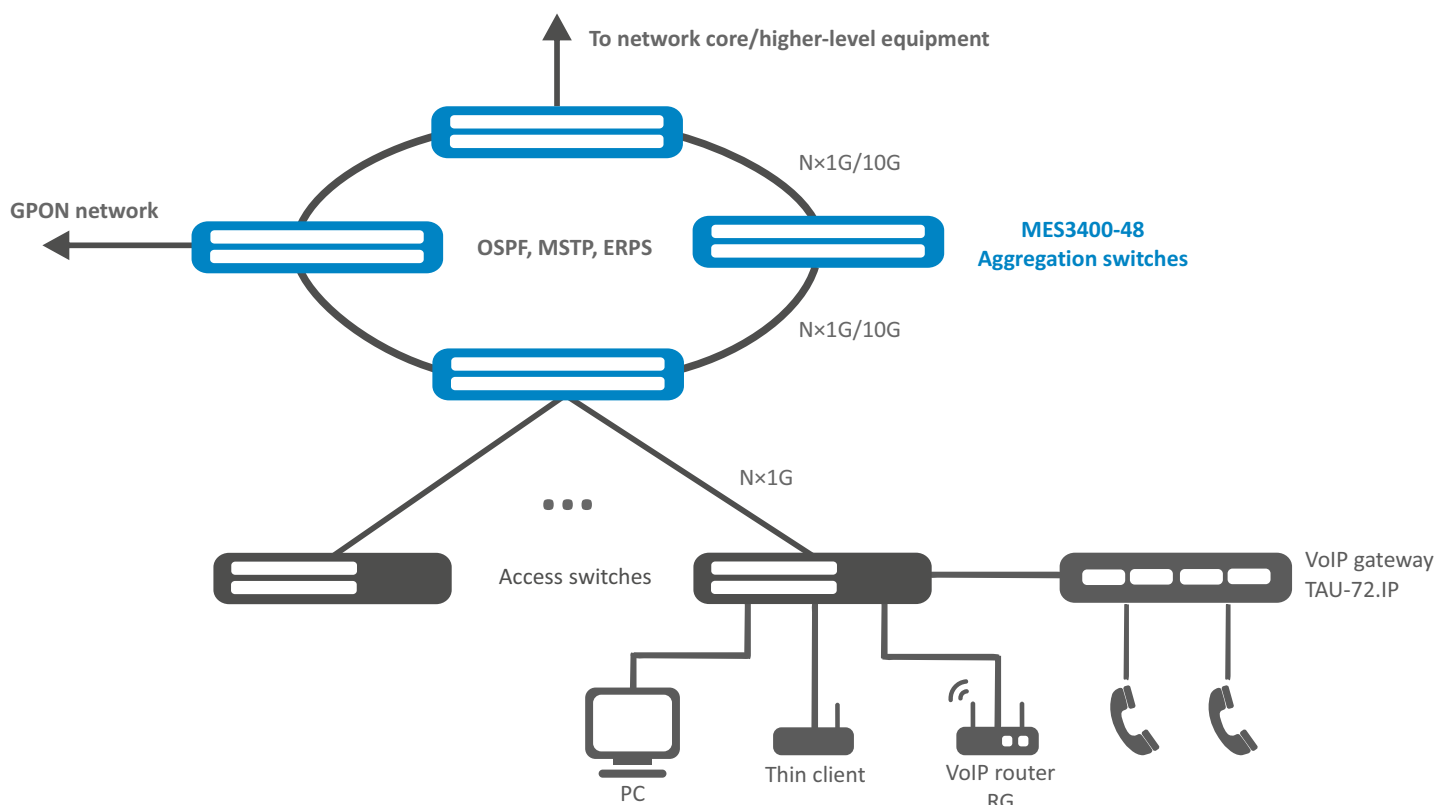 To network core/higher-level equipment
N×1G/10G
GPON network
OSPF, MSTP, ERPS
MES3400-48
Aggregation switches
N×1G/10G
N×1G
Access switches
VoIP gateway
TAU-72.IP
PC
Thin client
VoIP router
RG